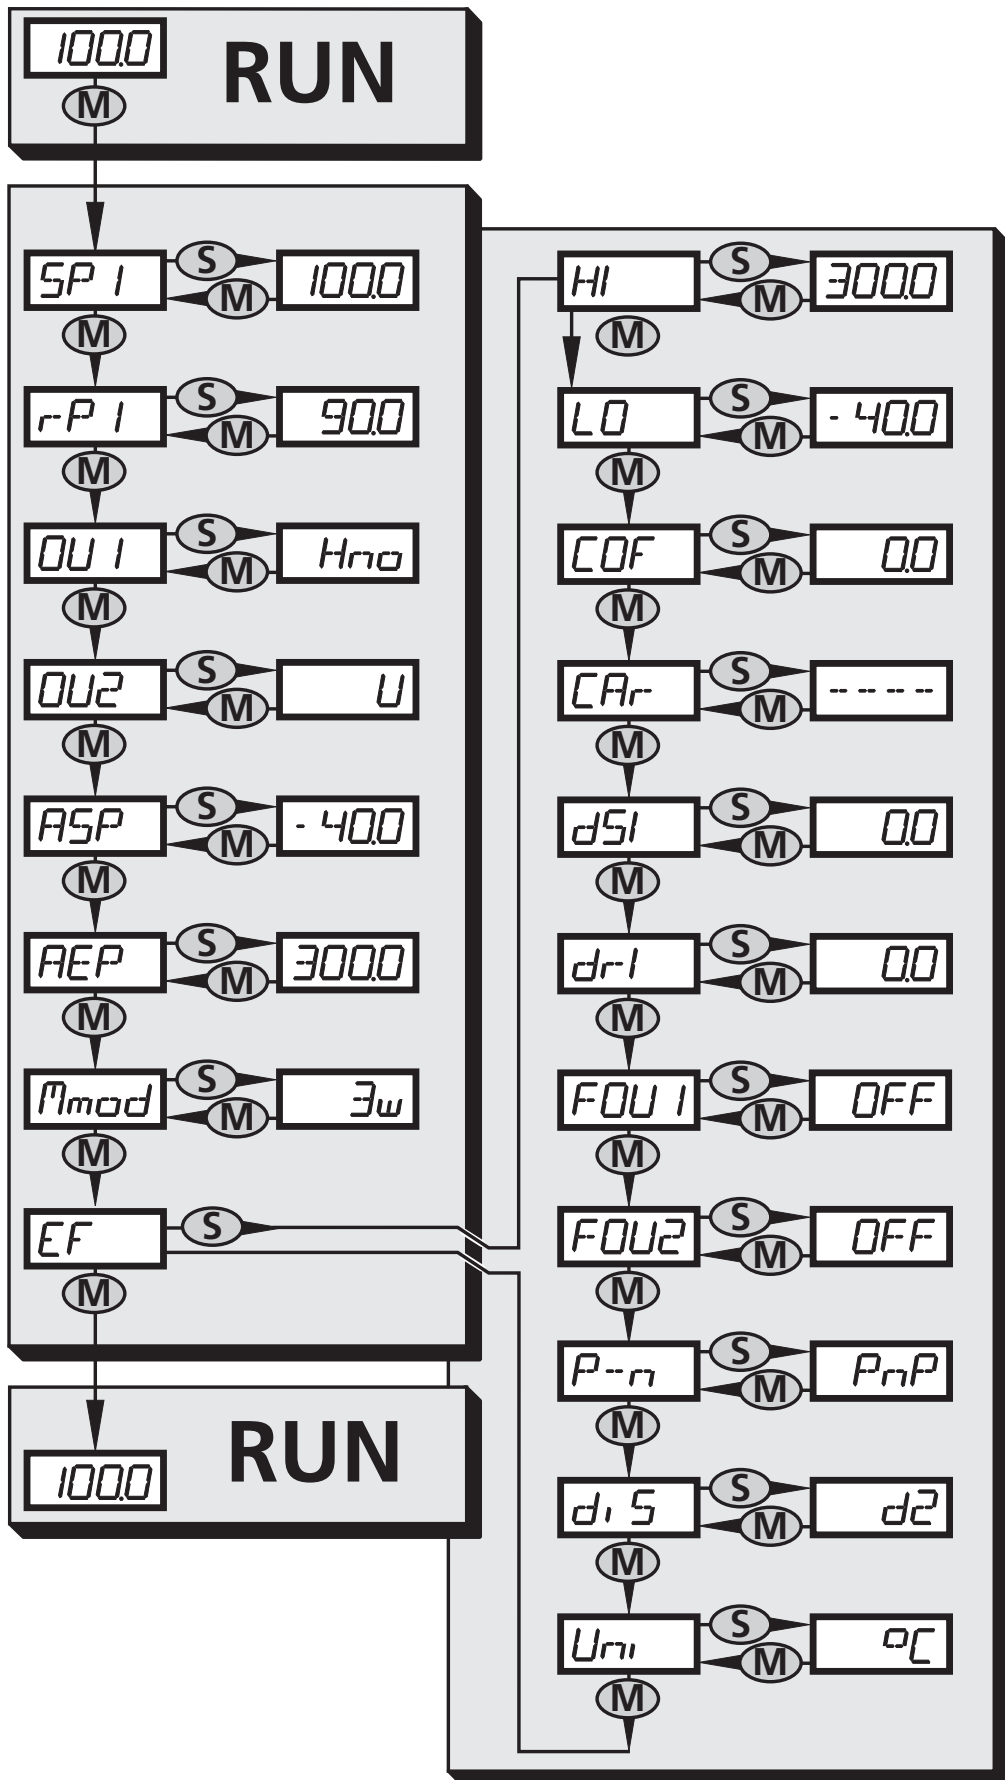 100.0
RUN
M
SP1 S 100.0
M
M
rP1 S 90.0
M
M
OU1 S Hno
M
M
OU2 S U
M
M
ASP S -40.0
M
M
AEP S 300.0
M
M
Mmod S 3w
M
M
EF S
M
RUN
100.0
HI S 300.0
M
M
LO S -40.0
M
M
COF S 0.0
M
M
CAr S ----
M
M
dS1 S 0.0
M
M
dr1 S 0.0
M
M
FOU1 S OFF
M
M
FOU2 S OFF
M
M
P-n S PnP
M
M
diS S d2
M
M
Uni S °C
M
M